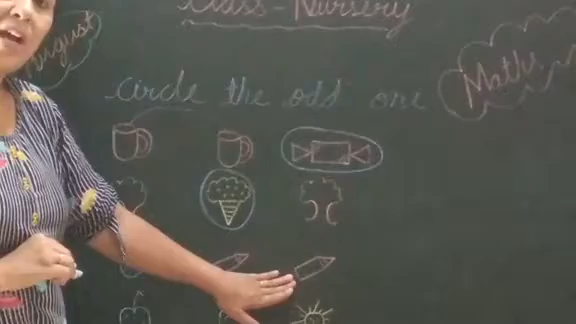 Class - Nursery
August
Maths
Circle the odd one